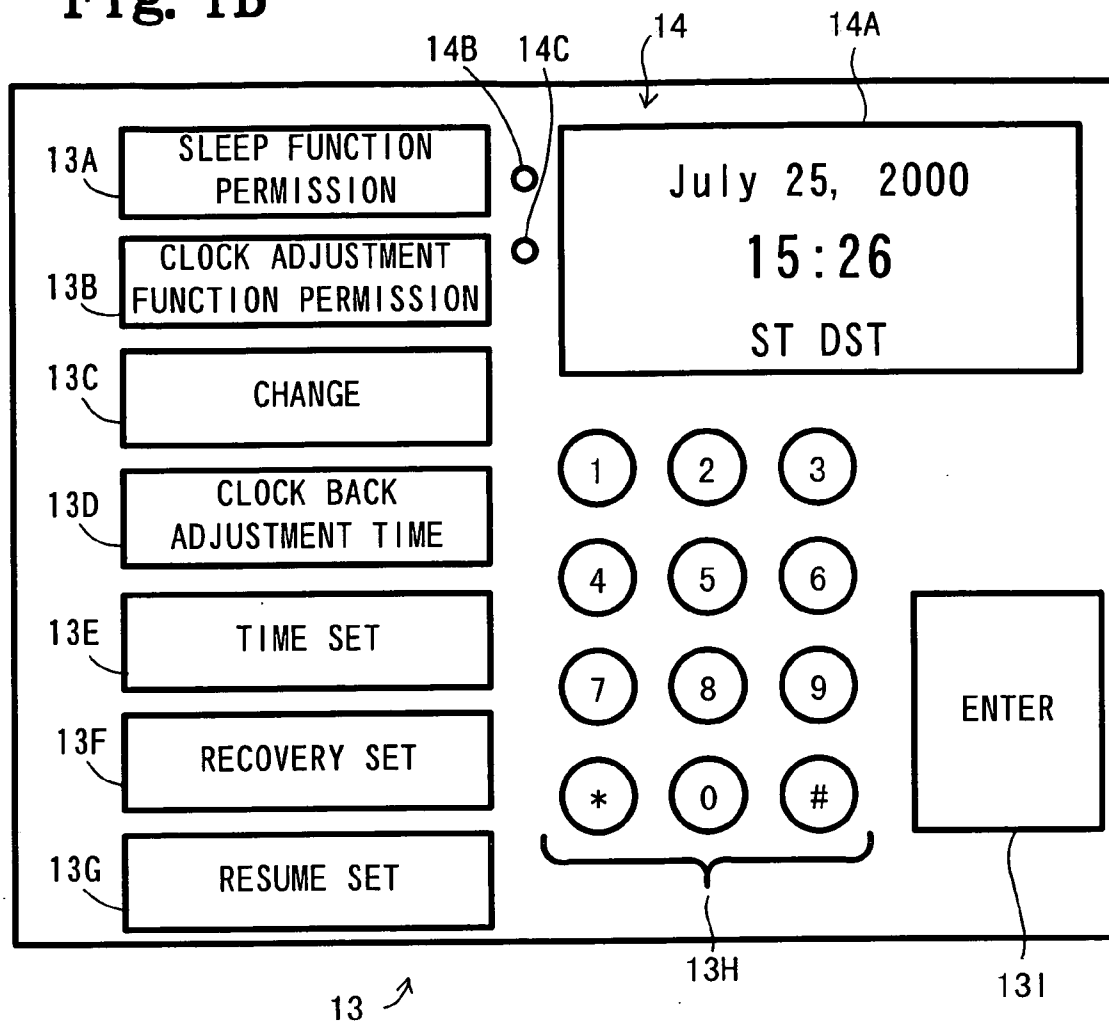 Fig. 1B
14B 14C 14 14A
13A SLEEP FUNCTION
PERMISSION
July 25, 2000
13B CLOCK ADJUSTMENT
FUNCTION PERMISSION
15:26
ST DST
13C CHANGE
13D CLOCK BACK
ADJUSTMENT TIME
1 2 3
4 5 6
13E TIME SET
7 8 9
ENTER
13F RECOVERY SET
* 0 #
13G RESUME SET
13H 13I
13